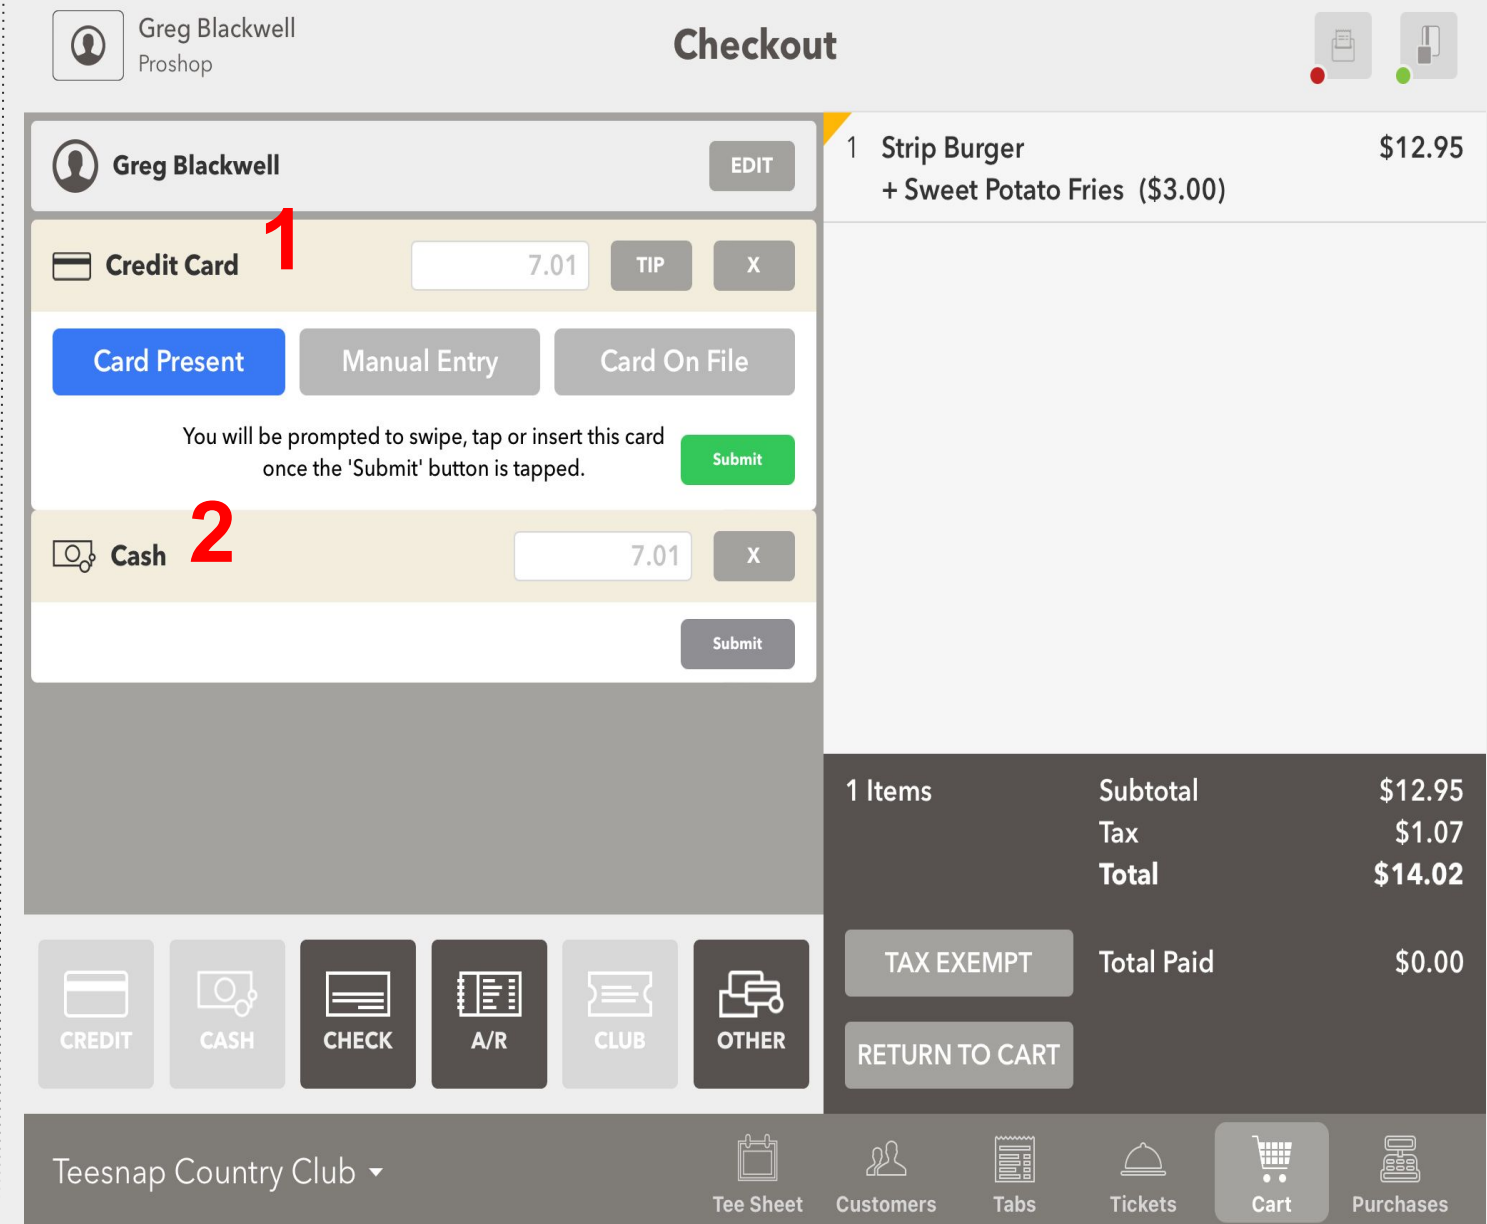 Greg Blackwell
Proshop
Checkout
Greg Blackwell
EDIT
1
Credit Card
7.01
TIP
X
Card Present
Manual Entry
Card On File
You will be prompted to swipe, tap or insert this card
once the 'Submit' button is tapped.
Submit
2
Cash
7.01
X
Submit
CREDIT
CASH
CHECK
A/R
CLUB
OTHER
1 Strip Burger $12.95
+ Sweet Potato Fries ($3.00)
1 Items
Subtotal $12.95
Tax $1.07
Total $14.02
TAX EXEMPT
Total Paid $0.00
RETURN TO CART
Teesnap Country Club
Tee Sheet
Customers
Tabs
Tickets
Cart
Purchases